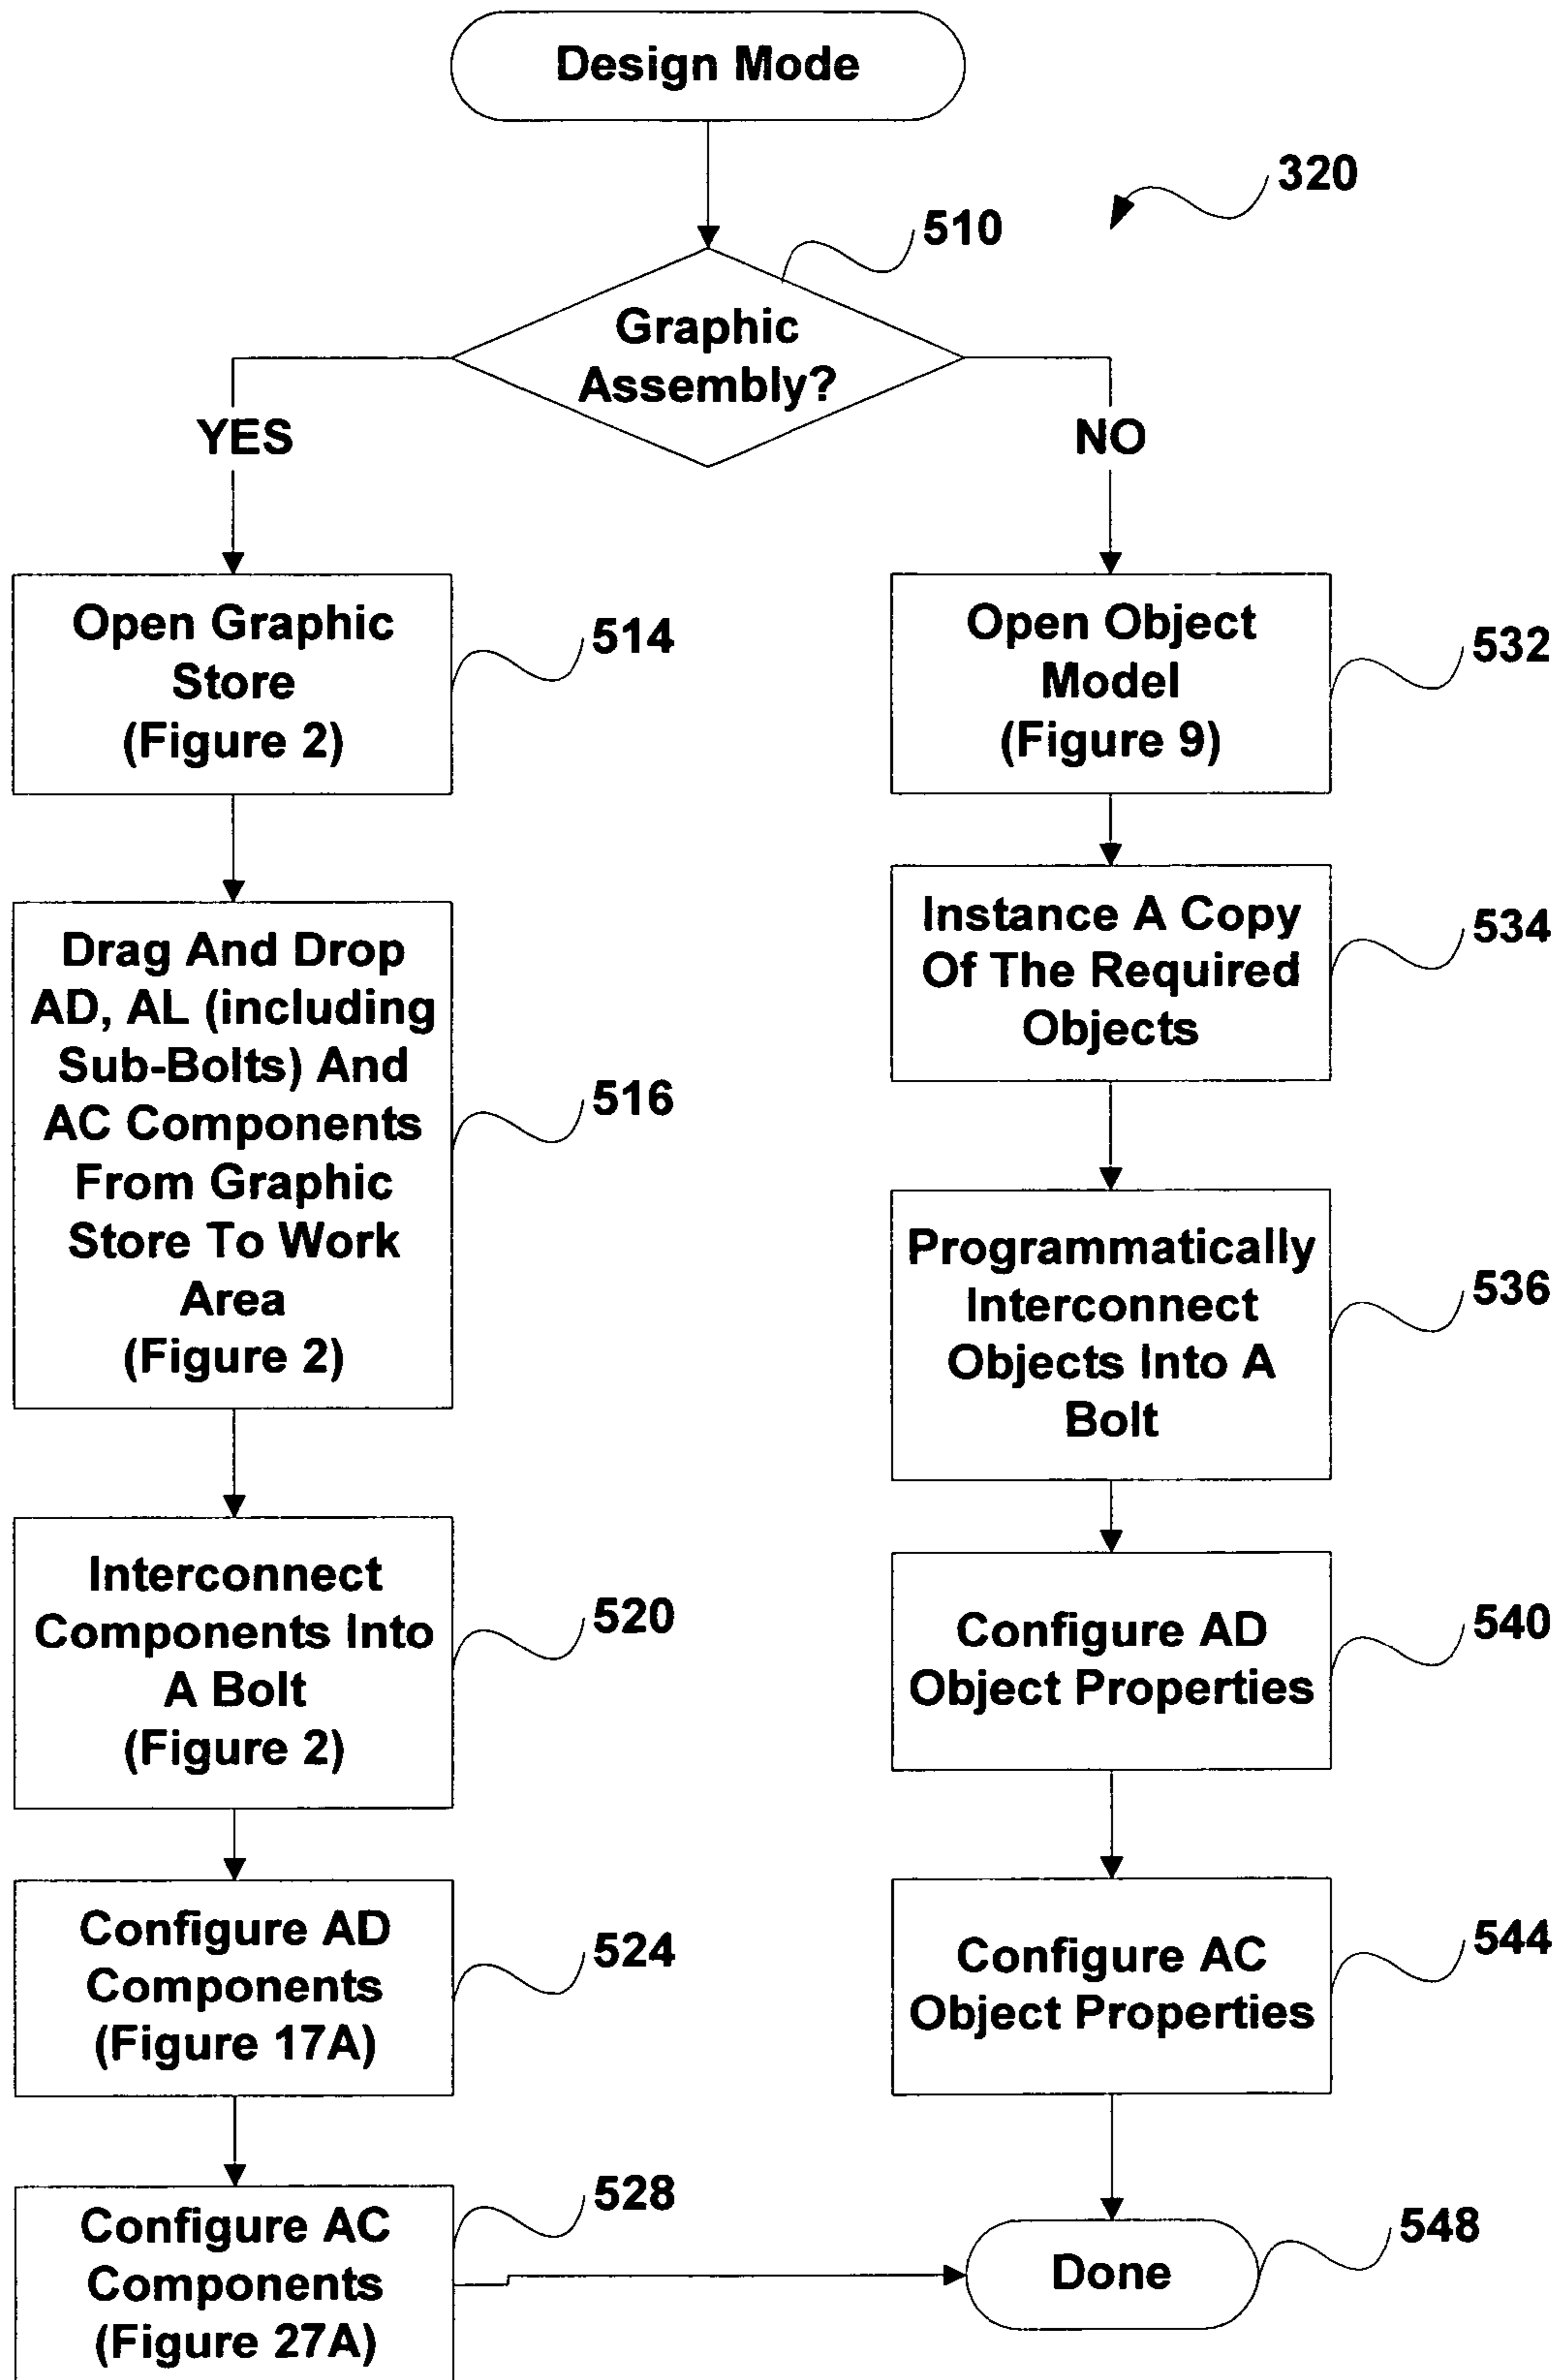 Design Mode
320
510
Graphic
Assembly?
YES
NO
Open Graphic
Store
(Figure 2)
514
Drag And Drop
AD, AL (including
Sub-Bolts) And
AC Components
From Graphic
Store To Work
Area
(Figure 2)
516
Interconnect
Components Into
A Bolt
(Figure 2)
520
Configure AD
Components
(Figure 17A)
524
Configure AC
Components
(Figure 27A)
528
Open Object
Model
(Figure 9)
532
Instance A Copy
Of The Required
Objects
534
Programmatically
Interconnect
Objects Into A
Bolt
536
Configure AD
Object Properties
540
Configure AC
Object Properties
544
Done
548